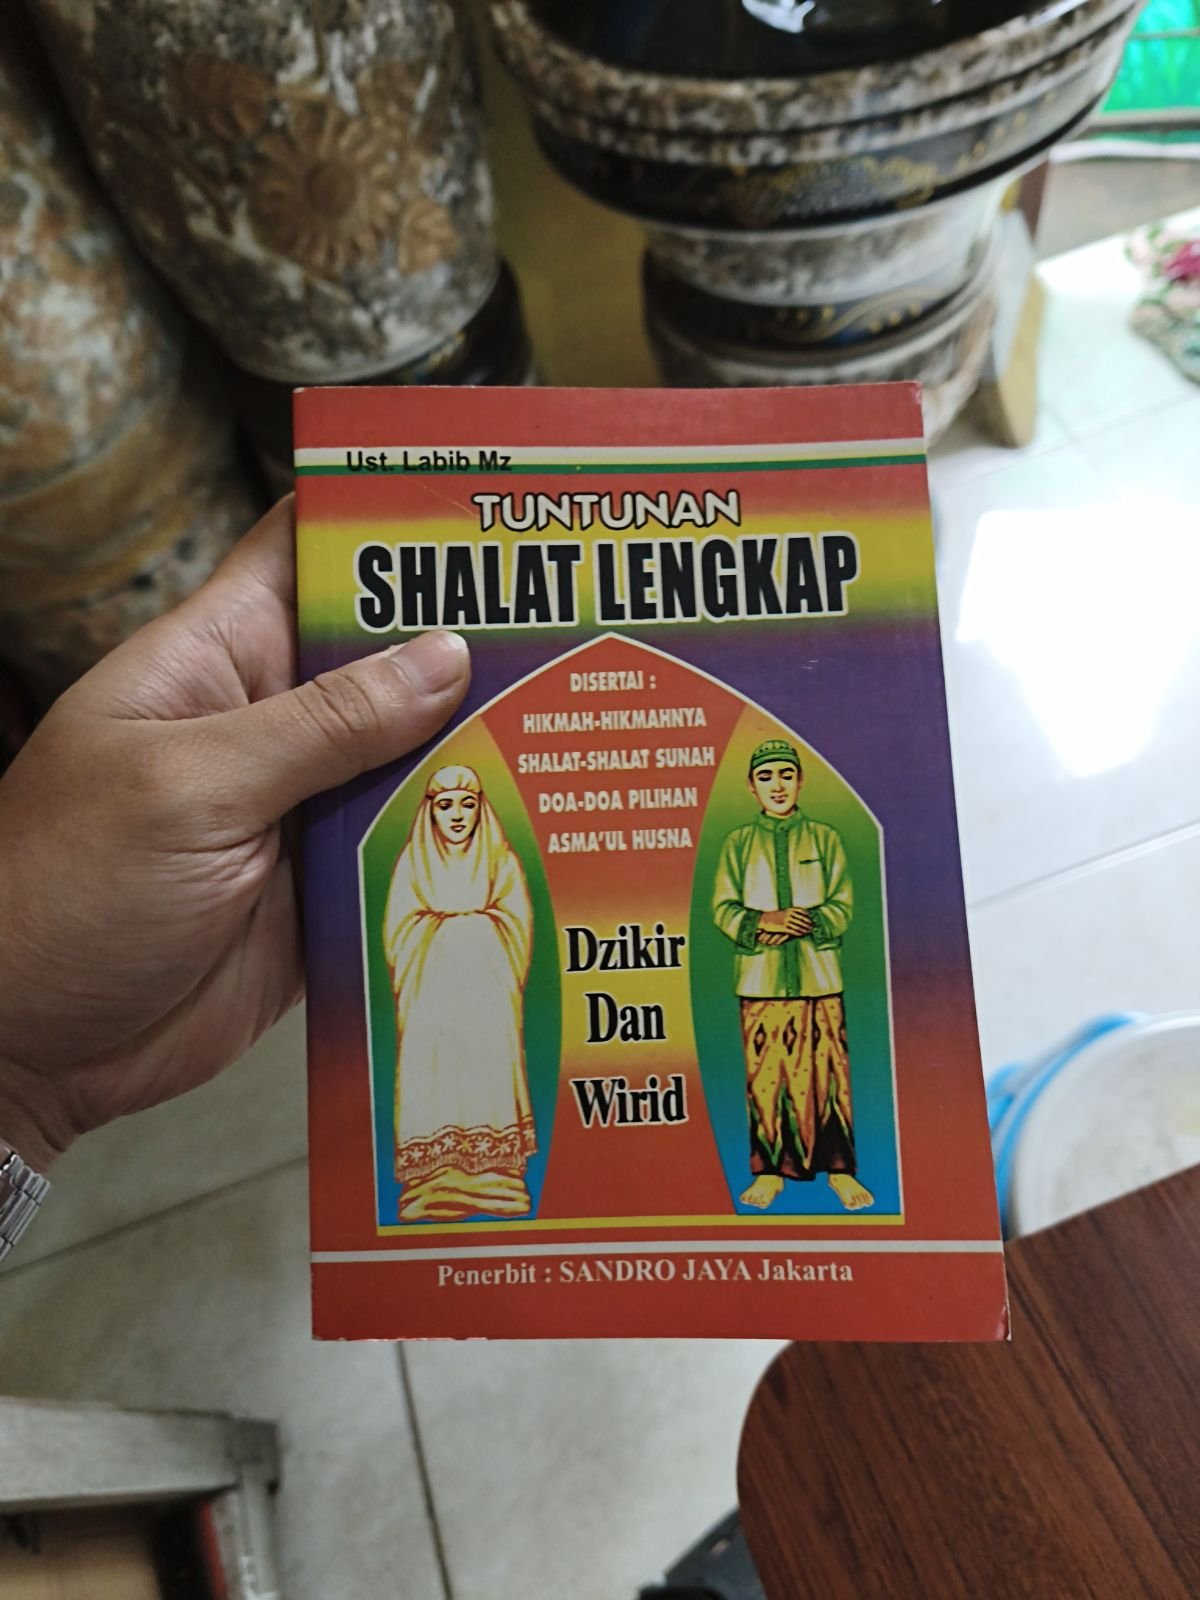 Ust. Labib Mz
TUNTUNAN
SHALAT LENGKAP
DISERTAI :
HIKMAH-HIKMAHNYA
SHALAT-SHALAT SUNAH
DOA-DOA PILIHAN
ASMA'UL HUSNA
Dzikir
Dan
Wirid
Penerbit : SANDRO JAYA Jakarta